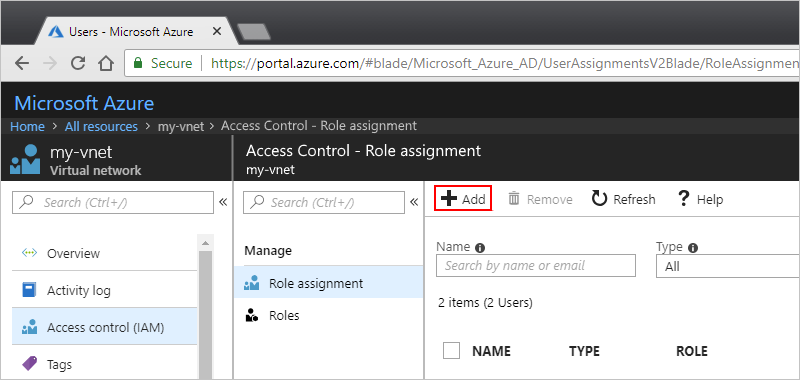 Users - Microsoft Azure
Secure https://portal.azure.com/#blade/Microsoft_Azure_AD/UserAssignmentsV2Blade/RoleAssignmen
Microsoft Azure
Home > All resources > my-vnet > Access Control - Role assignment
my-vnet
Virtual network
Access Control - Role assignment
my-vnet
Search (Ctrl+/)
Overview
Activity log
Access control (IAM)
Tags
Search (Ctrl+/)
Manage
Role assignment
Roles
Add Remove Refresh ? Help
Name Type
Search by name or email All
2 items (2 Users)
NAME TYPE ROLE